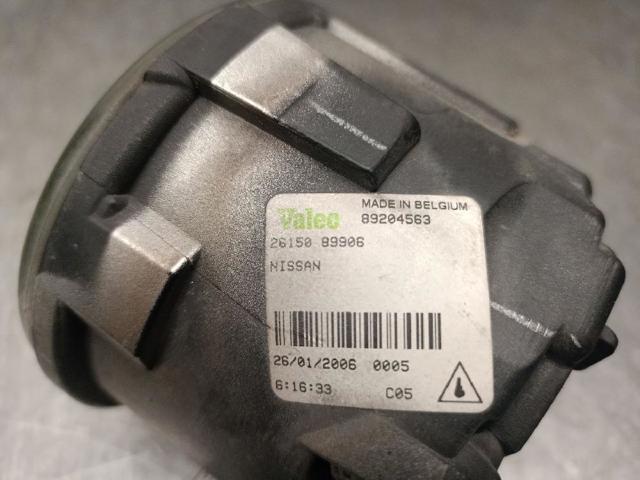 Valeo
MADE IN BELGIUM
89204563
26150 89906
NISSAN
26/01/2006 0005
6:16:33 C05